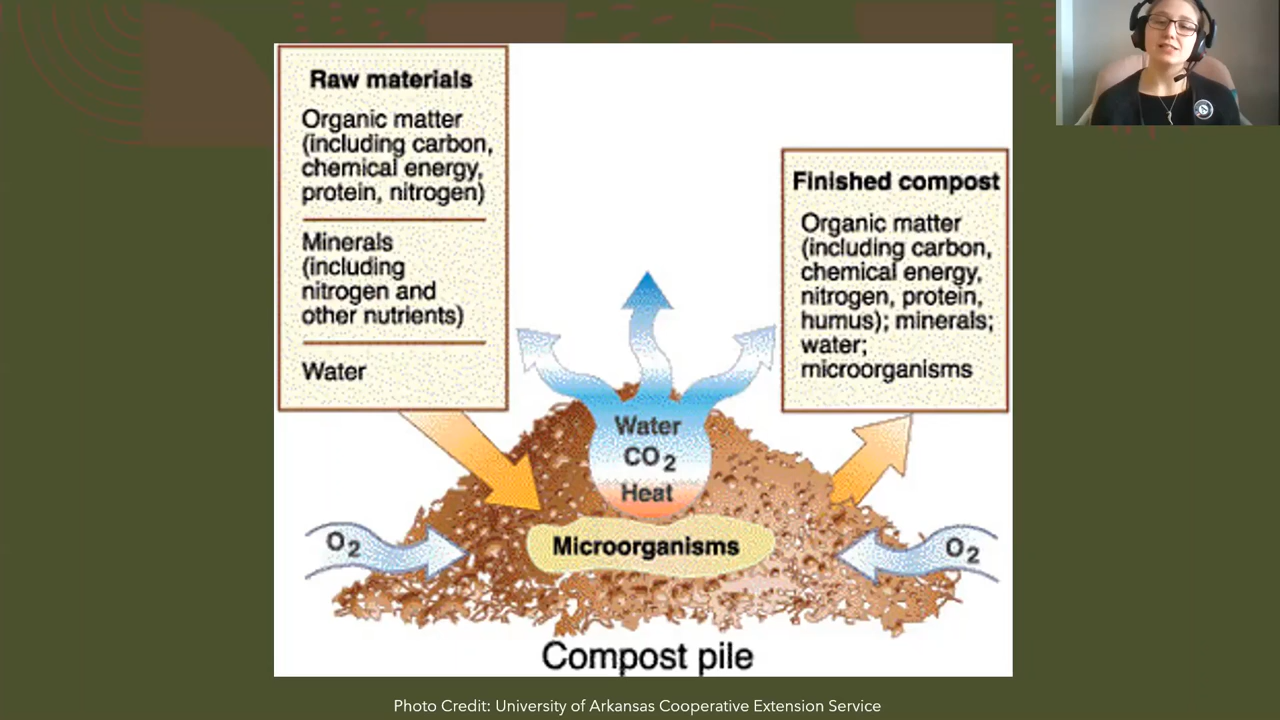 Raw materials
Organic matter
(including carbon,
chemical energy,
protein, nitrogen)
Minerals
(including
nitrogen and
other nutrients)
Water
Finished compost
Organic matter
(including carbon,
chemical energy,
nitrogen, protein,
humus); minerals;
water;
microorganisms
Water
CO2
Heat
O2
Microorganisms
O2
Compost pile
Photo Credit: University of Arkansas Cooperative Extension Service